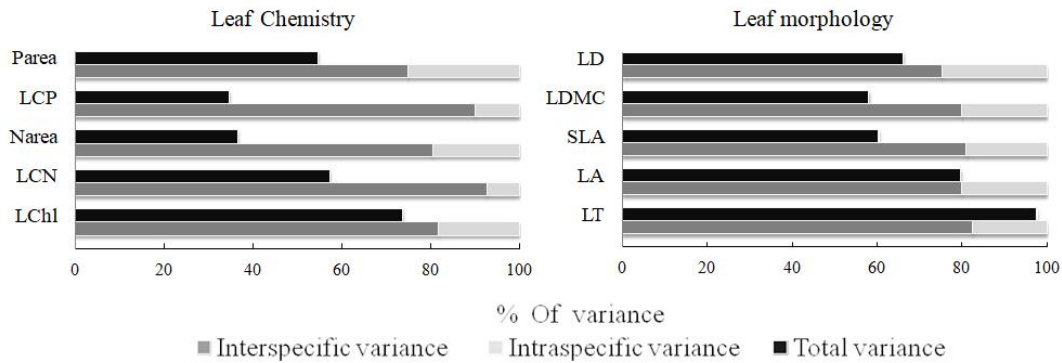 Leaf Chemistry
Parea
LCP
Narea
LCN
LChl
0 20 40 60 80 100
Leaf morphology
LD
LDMC
SLA
LA
LT
0 20 40 60 80 100
% Of variance
Interspecific variance Intraspecific variance Total variance